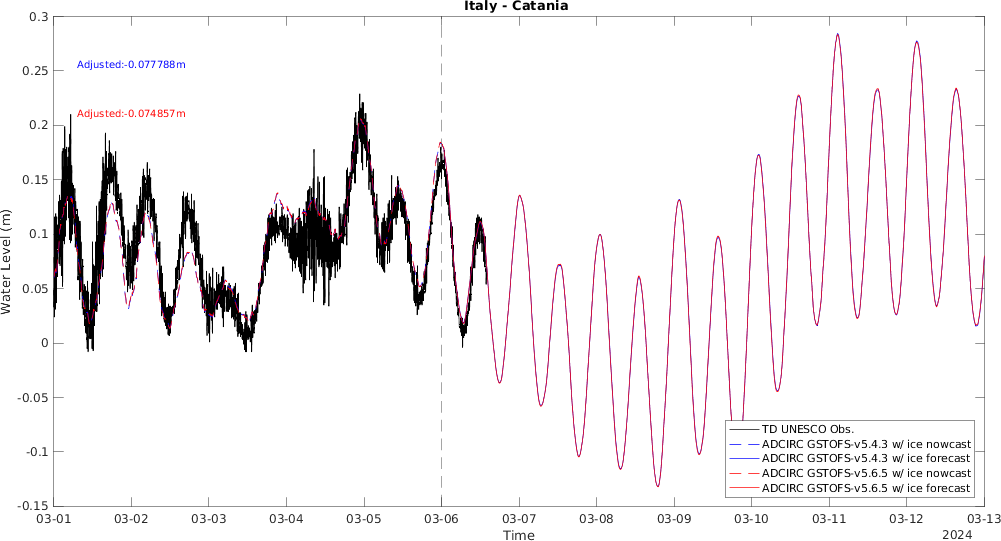 Italy - Catania
0.3
0.25
0.2
0.15
0.1
0.05
0
-0.05
-0.1
-0.15
Water Level (m)
Adjusted:-0.077788m
Adjusted:-0.074857m
TD UNESCO Obs.
ADCIRC GSTOFS-v5.4.3 w/ ice nowcast
ADCIRC GSTOFS-v5.4.3 w/ ice forecast
ADCIRC GSTOFS-v5.6.5 w/ ice nowcast
ADCIRC GSTOFS-v5.6.5 w/ ice forecast
03-01 03-02 03-03 03-04 03-05 03-06 03-07 03-08 03-09 03-10 03-11 03-12 03-13
Time
2024